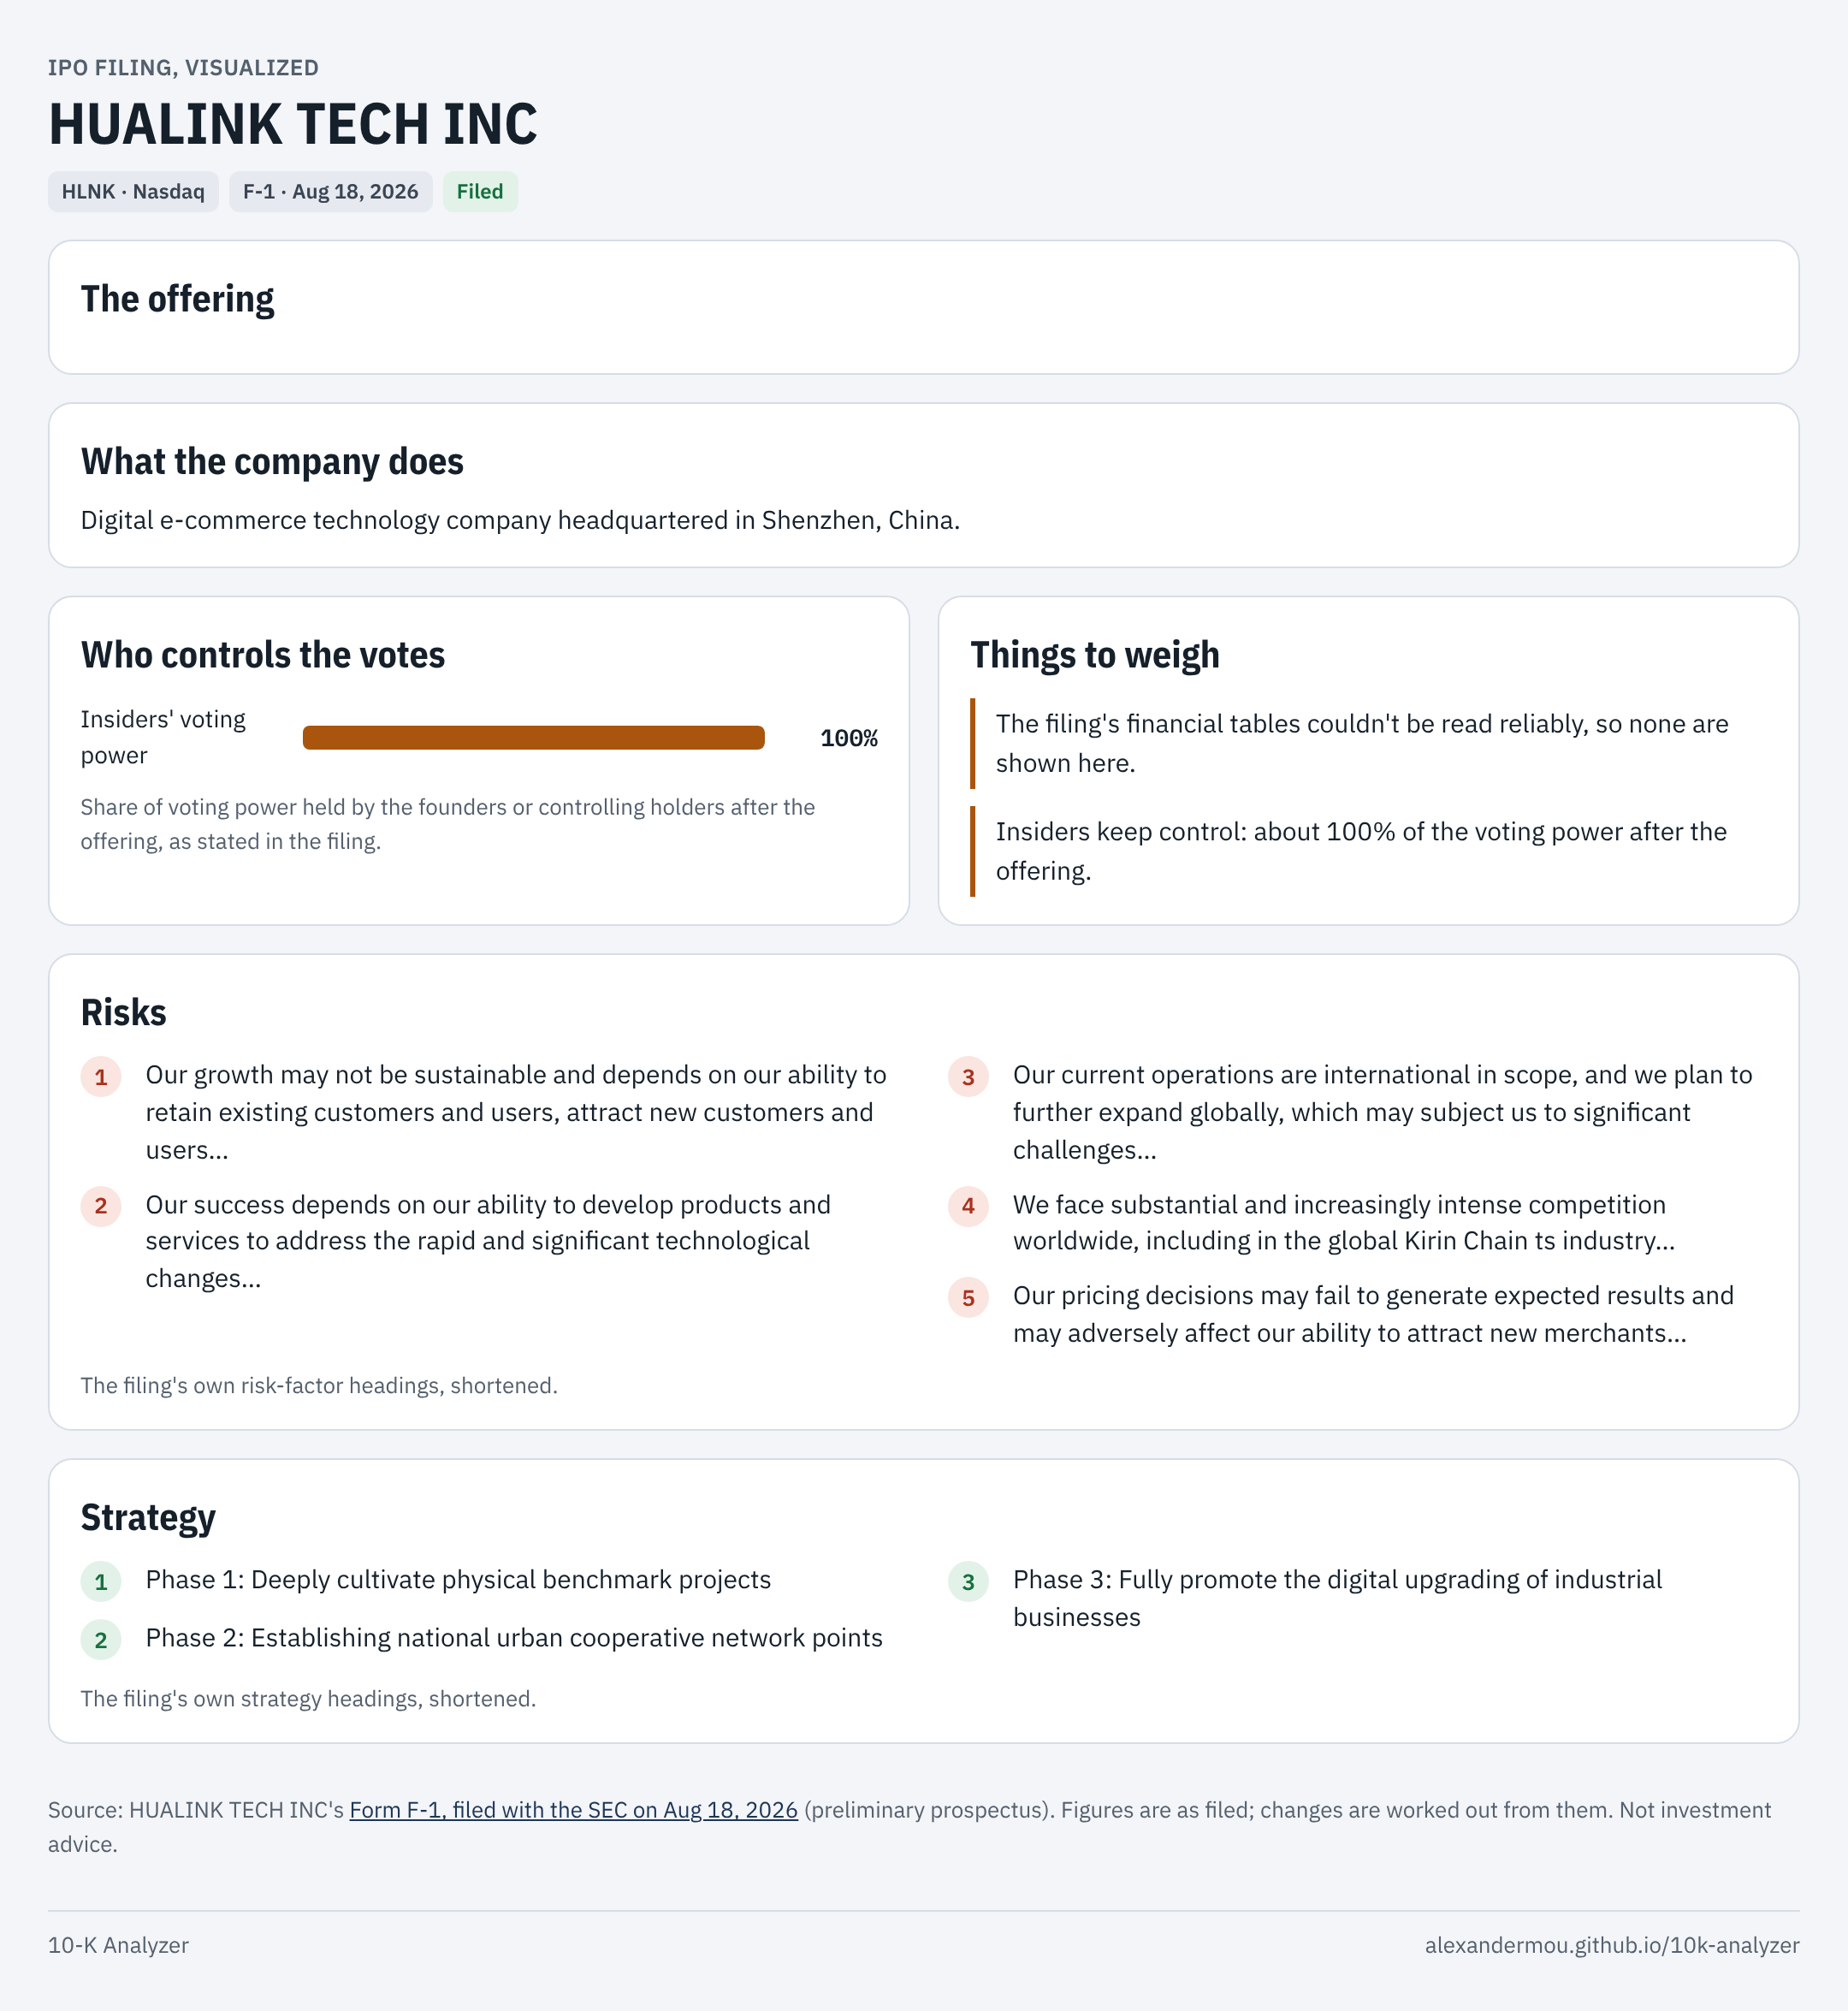 IPO FILING, VISUALIZED
HUALINK TECH INC
HLNK · Nasdaq
F-1 · Aug 18, 2026
Filed
The offering
What the company does
Digital e-commerce technology company headquartered in Shenzhen, China.
Who controls the votes
Insiders' voting
power
100%
Share of voting power held by the founders or controlling holders after the
offering, as stated in the filing.
Things to weigh
The filing's financial tables couldn't be read reliably, so none are
shown here.
Insiders keep control: about 100% of the voting power after the
offering.
Risks
1
Our growth may not be sustainable and depends on our ability to
retain existing customers and users, attract new customers and
users…
2
Our success depends on our ability to develop products and
services to address the rapid and significant technological
changes…
3
Our current operations are international in scope, and we plan to
further expand globally, which may subject us to significant
challenges…
4
We face substantial and increasingly intense competition
worldwide, including in the global Kirin Chain ts industry…
5
Our pricing decisions may fail to generate expected results and
may adversely affect our ability to attract new merchants…
The filing's own risk-factor headings, shortened.
Strategy
1
Phase 1: Deeply cultivate physical benchmark projects
2
Phase 2: Establishing national urban cooperative network points
3
Phase 3: Fully promote the digital upgrading of industrial
businesses
The filing's own strategy headings, shortened.
Source: HUALINK TECH INC's Form F-1, filed with the SEC on Aug 18, 2026 (preliminary prospectus). Figures are as filed; changes are worked out from them. Not investment
advice.
10-K Analyzer
alexandermou.github.io/10k-analyzer